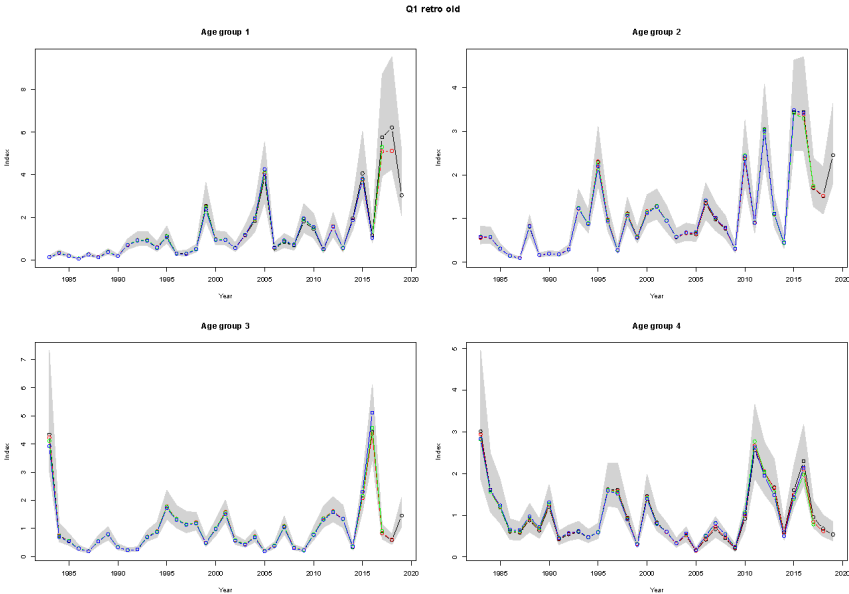 Q1 retro old
Age group 1
Age group 2
Index
0 2 4 6 8
1985 1990 1995 2000 2005 2010 2015 2020
Year
Index
0 1 2 3 4
1985 1990 1995 2000 2005 2010 2015 2020
Year
Age group 3
Age group 4
Index
0 1 2 3 4 5 6 7
1985 1990 1995 2000 2005 2010 2015 2020
Year
Index
0 1 2 3 4 5
1985 1990 1995 2000 2005 2010 2015 2020
Year